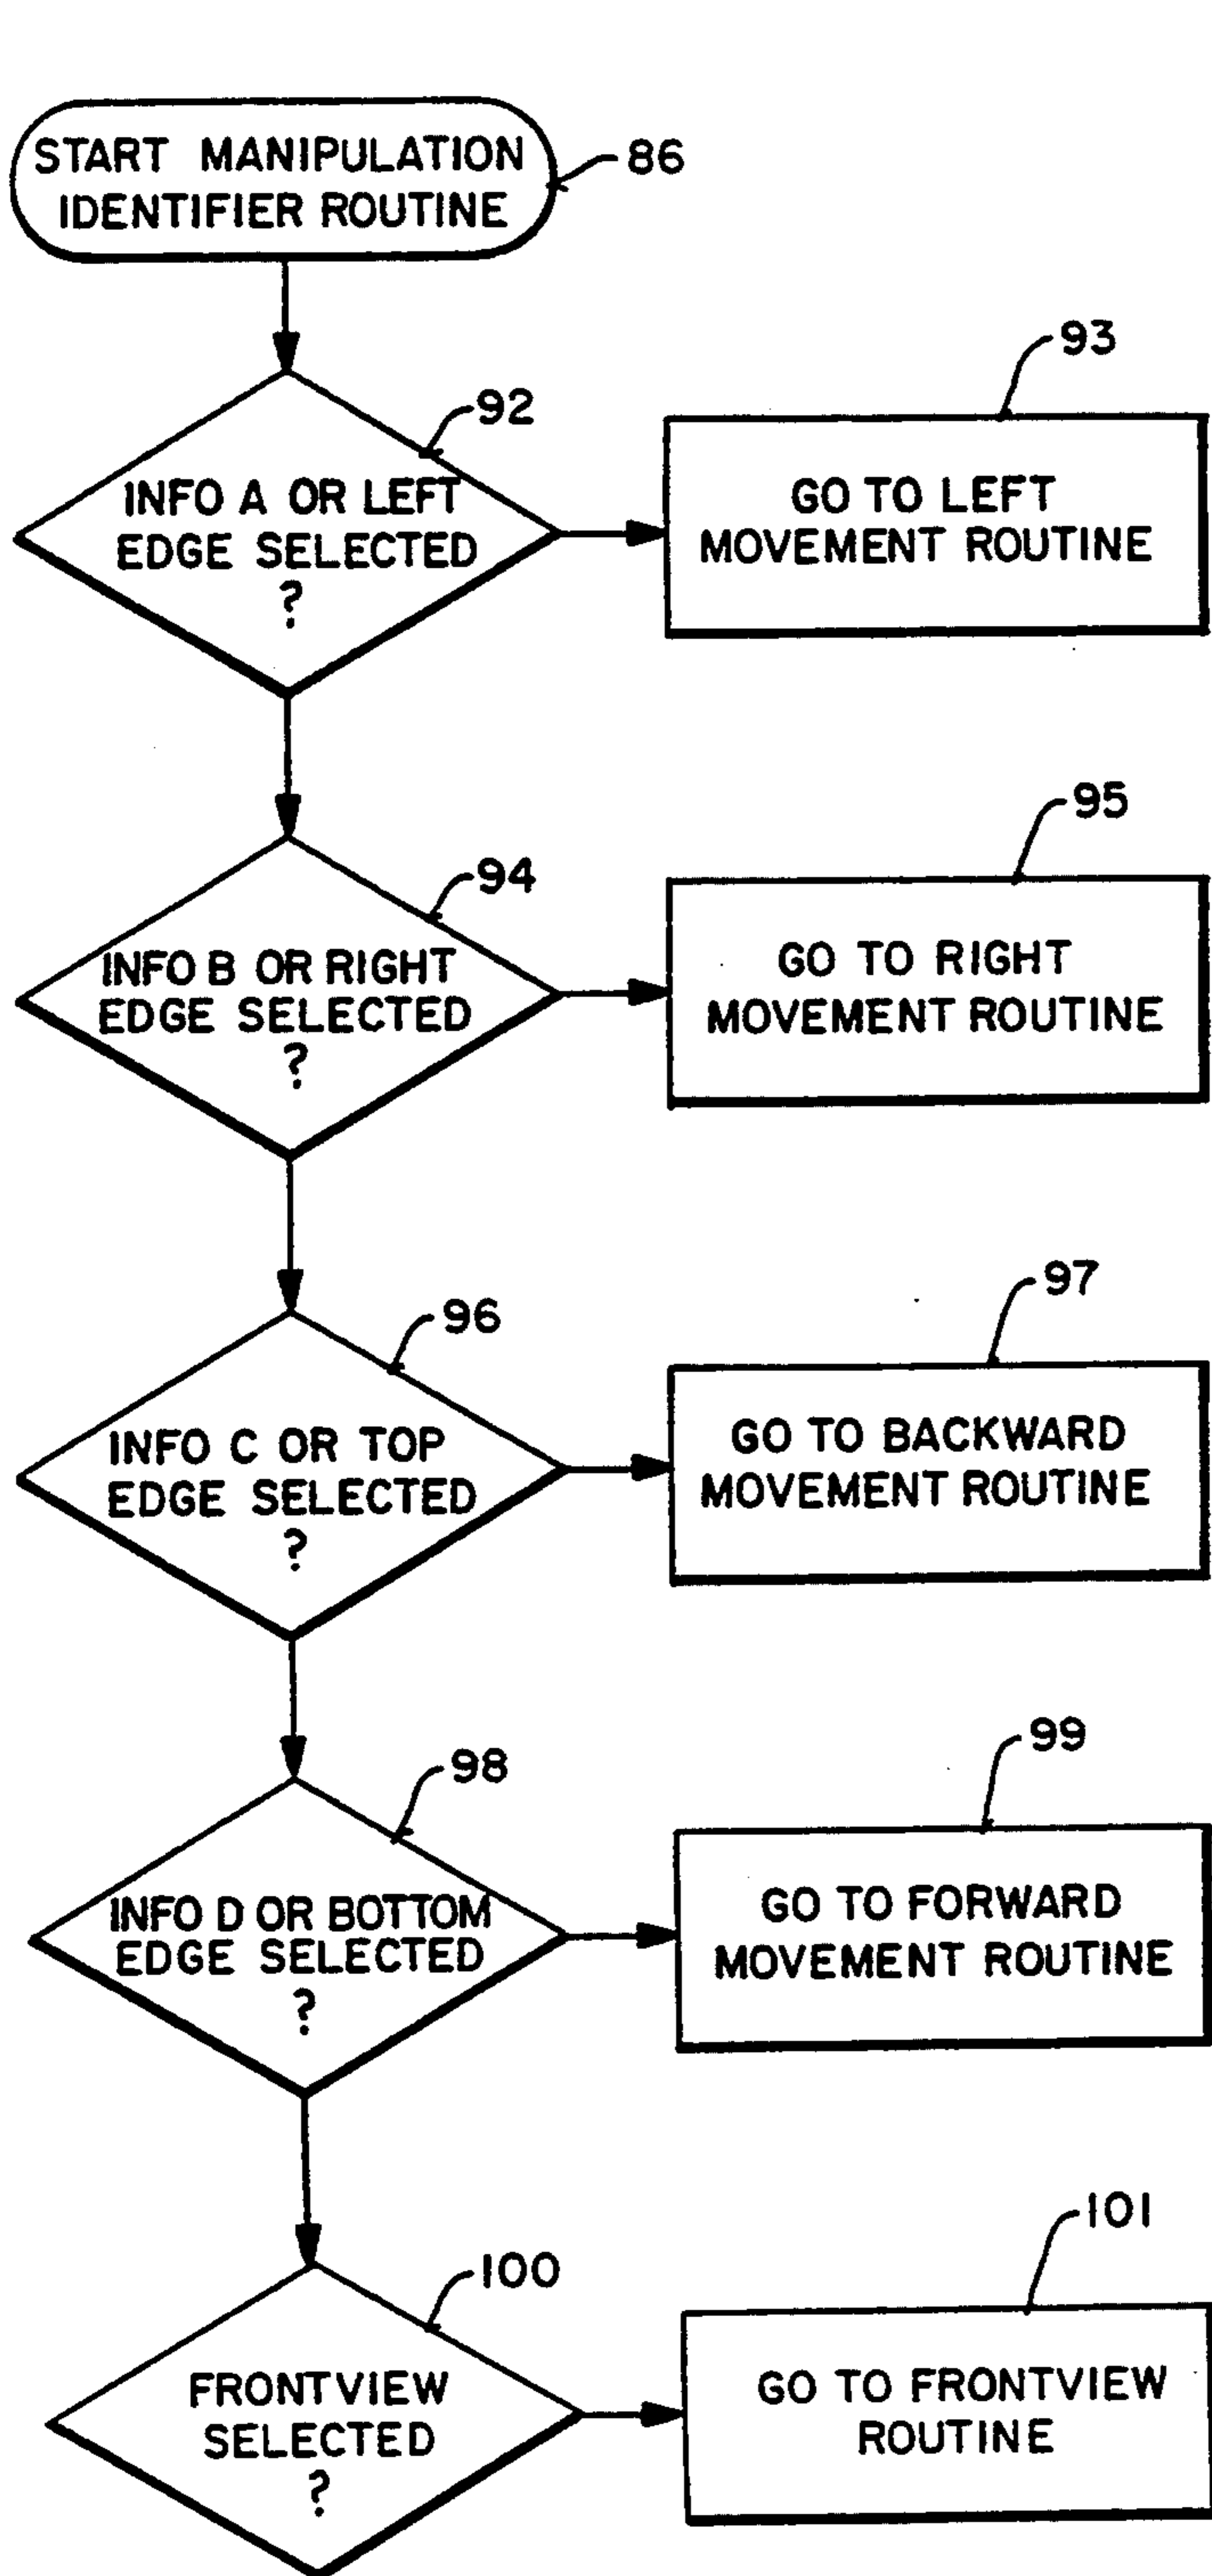 START MANIPULATION
IDENTIFIER ROUTINE
86
92
INFO A OR LEFT
EDGE SELECTED
?
93
GO TO LEFT
MOVEMENT ROUTINE
94
INFO B OR RIGHT
EDGE SELECTED
?
95
GO TO RIGHT
MOVEMENT ROUTINE
96
INFO C OR TOP
EDGE SELECTED
?
97
GO TO BACKWARD
MOVEMENT ROUTINE
98
INFO D OR BOTTOM
EDGE SELECTED
?
99
GO TO FORWARD
MOVEMENT ROUTINE
100
FRONTVIEW
SELECTED
?
101
GO TO FRONTVIEW
ROUTINE